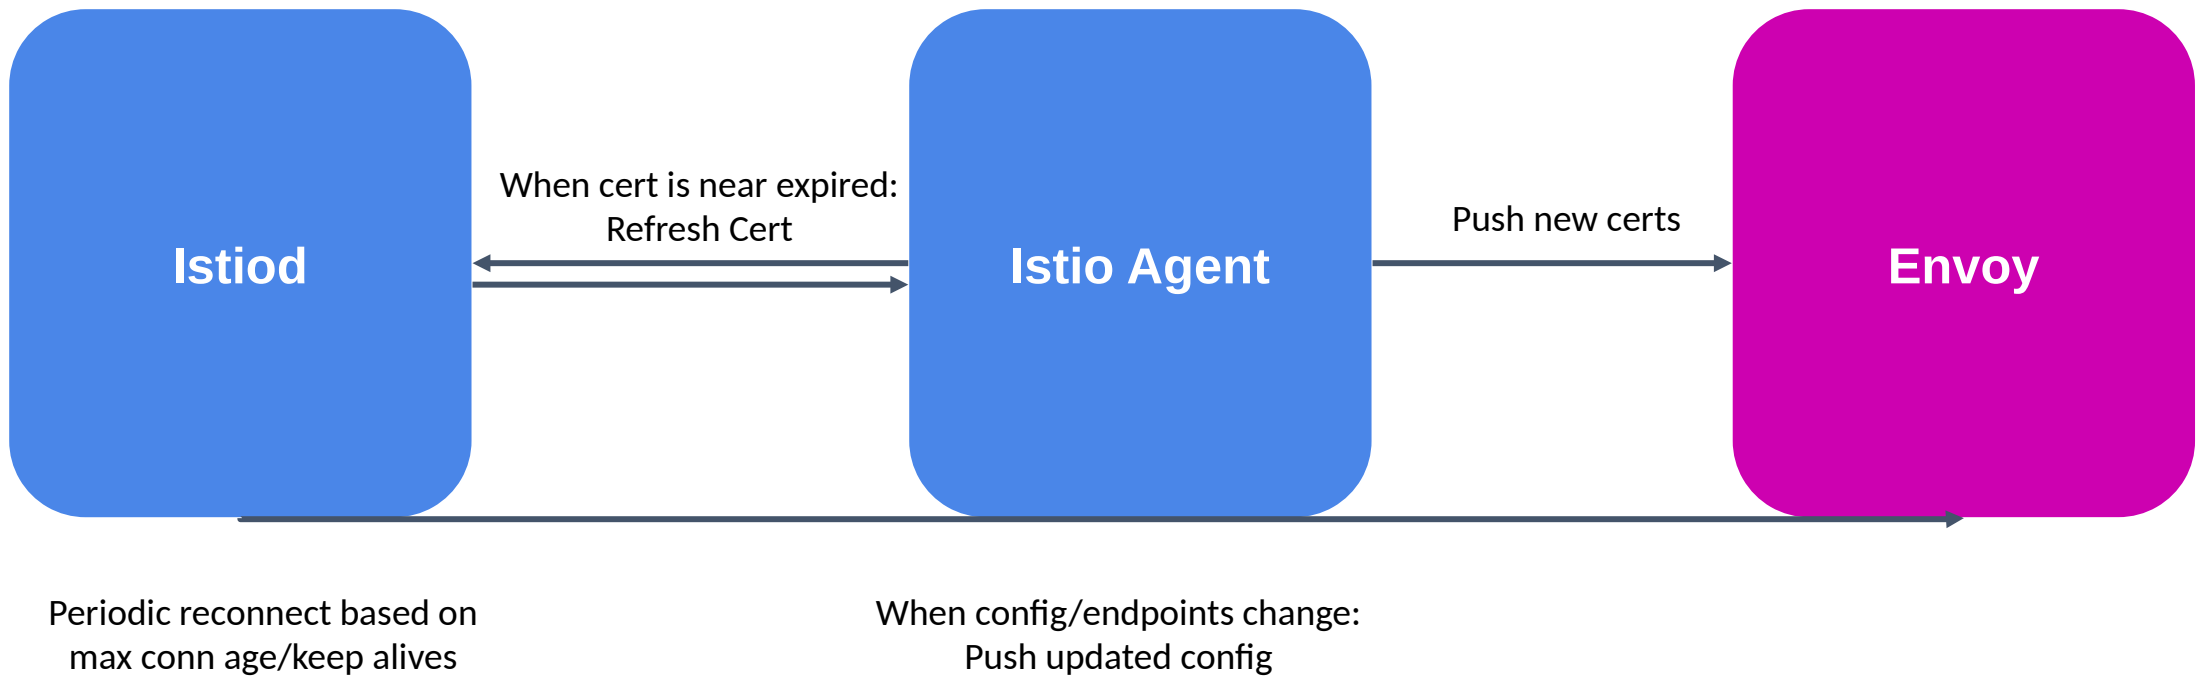 When cert is near expired:
Refresh Cert
Push new certs
Istiod
Istio Agent
Envoy
Periodic reconnect based on
max conn age/keep alives
When config/endpoints change:
Push updated config